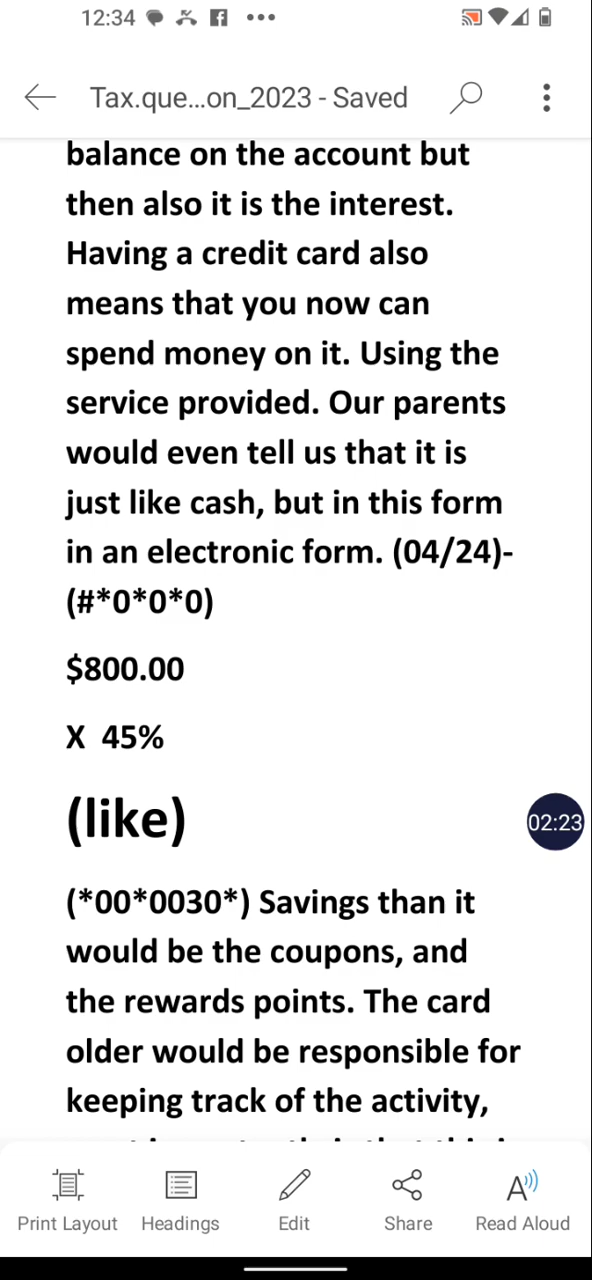 12:34
Tax.que...on_2023 - Saved
balance on the account but
then also it is the interest.
Having a credit card also
means that you now can
spend money on it. Using the
service provided. Our parents
would even tell us that it is
just like cash, but in this form
in an electronic form. (04/24)-
(#*0*0*0)
$800.00
X 45%
(like)
02:23
(*00*0030*) Savings than it
would be the coupons, and
the rewards points. The card
older would be responsible for
keeping track of the activity,
Print Layout
Headings
Edit
Share
Read Aloud